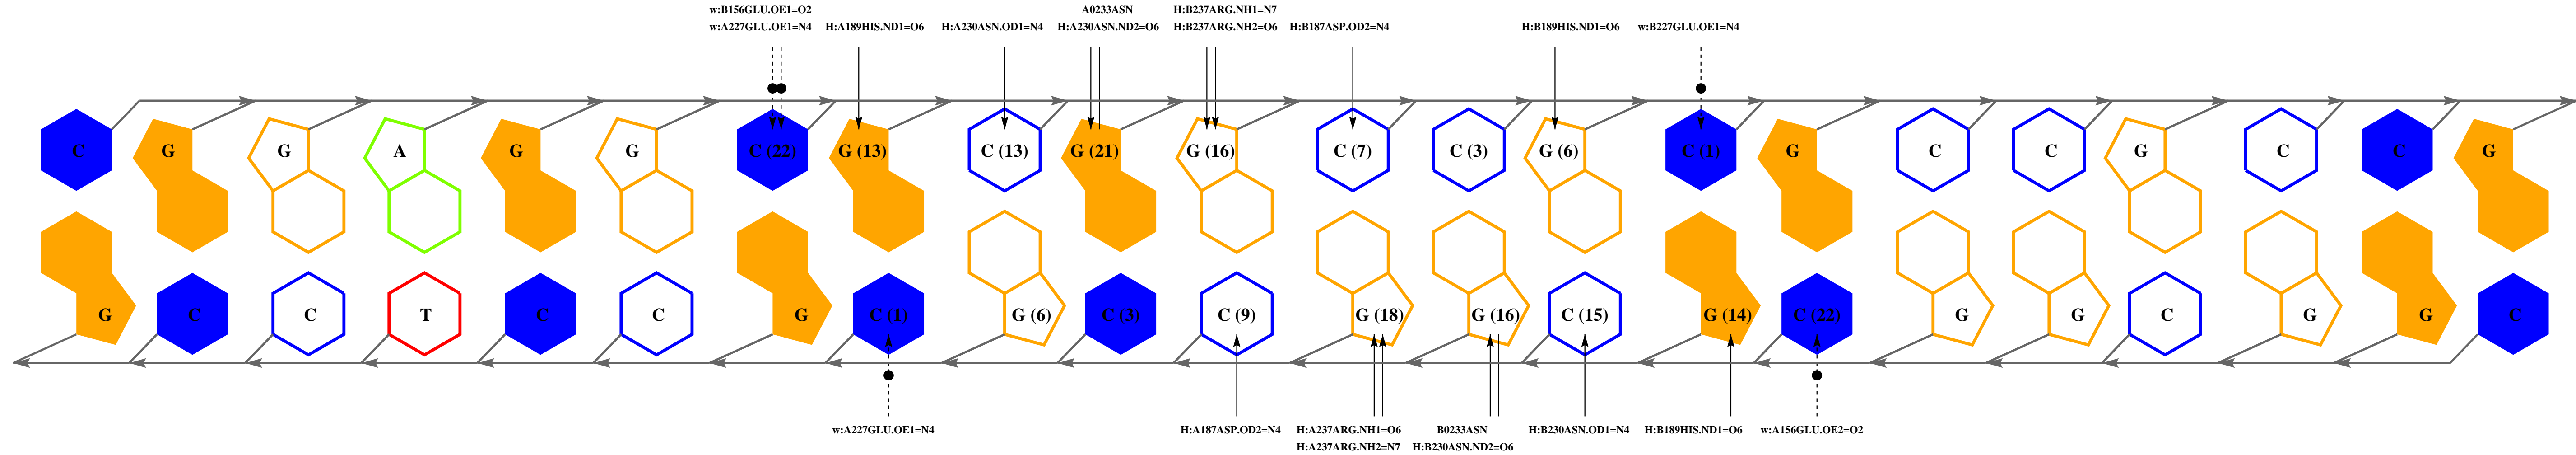 w:B156GLU.OE1=O2 A0233ASN H:B237ARG.NH1=N7
w:A227GLU.OE1=N4 H:A189HIS.ND1=O6 H:A230ASN.OD1=N4 H:A230ASN.ND2=O6 H:B237ARG.NH2=O6 H:B187ASP.OD2=N4 H:B189HIS.ND1=O6 w:B227GLU.OE1=N4
C G G A G G C (22) G (13) C (13) G (21) G (16) C (7) C (3) G (6) C (1) G C C G C C G
G C C T C C G C (1) G (6) C (3) C (9) G (18) G (16) C (15) G (14) C (22) G G C G G C
w:A227GLU.OE1=N4 H:A187ASP.OD2=N4 H:A237ARG.NH1=O6 B0233ASN H:B230ASN.OD1=N4 H:B189HIS.ND1=O6 w:A156GLU.OE2=O2
H:A237ARG.NH2=N7 H:B230ASN.ND2=O6